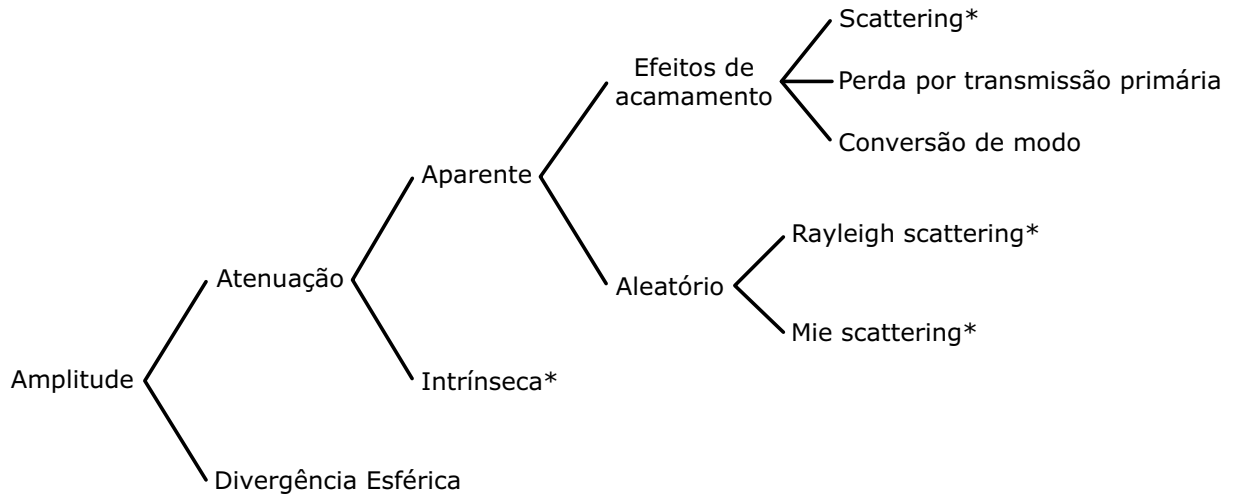 Scattering*
Efeitos de
acamamento
Perda por transmissão primária
Conversão de modo
Aparente
Rayleigh scattering*
Atenuação
Aleatório
Mie scattering*
Amplitude
Intrínseca*
Divergência Esférica